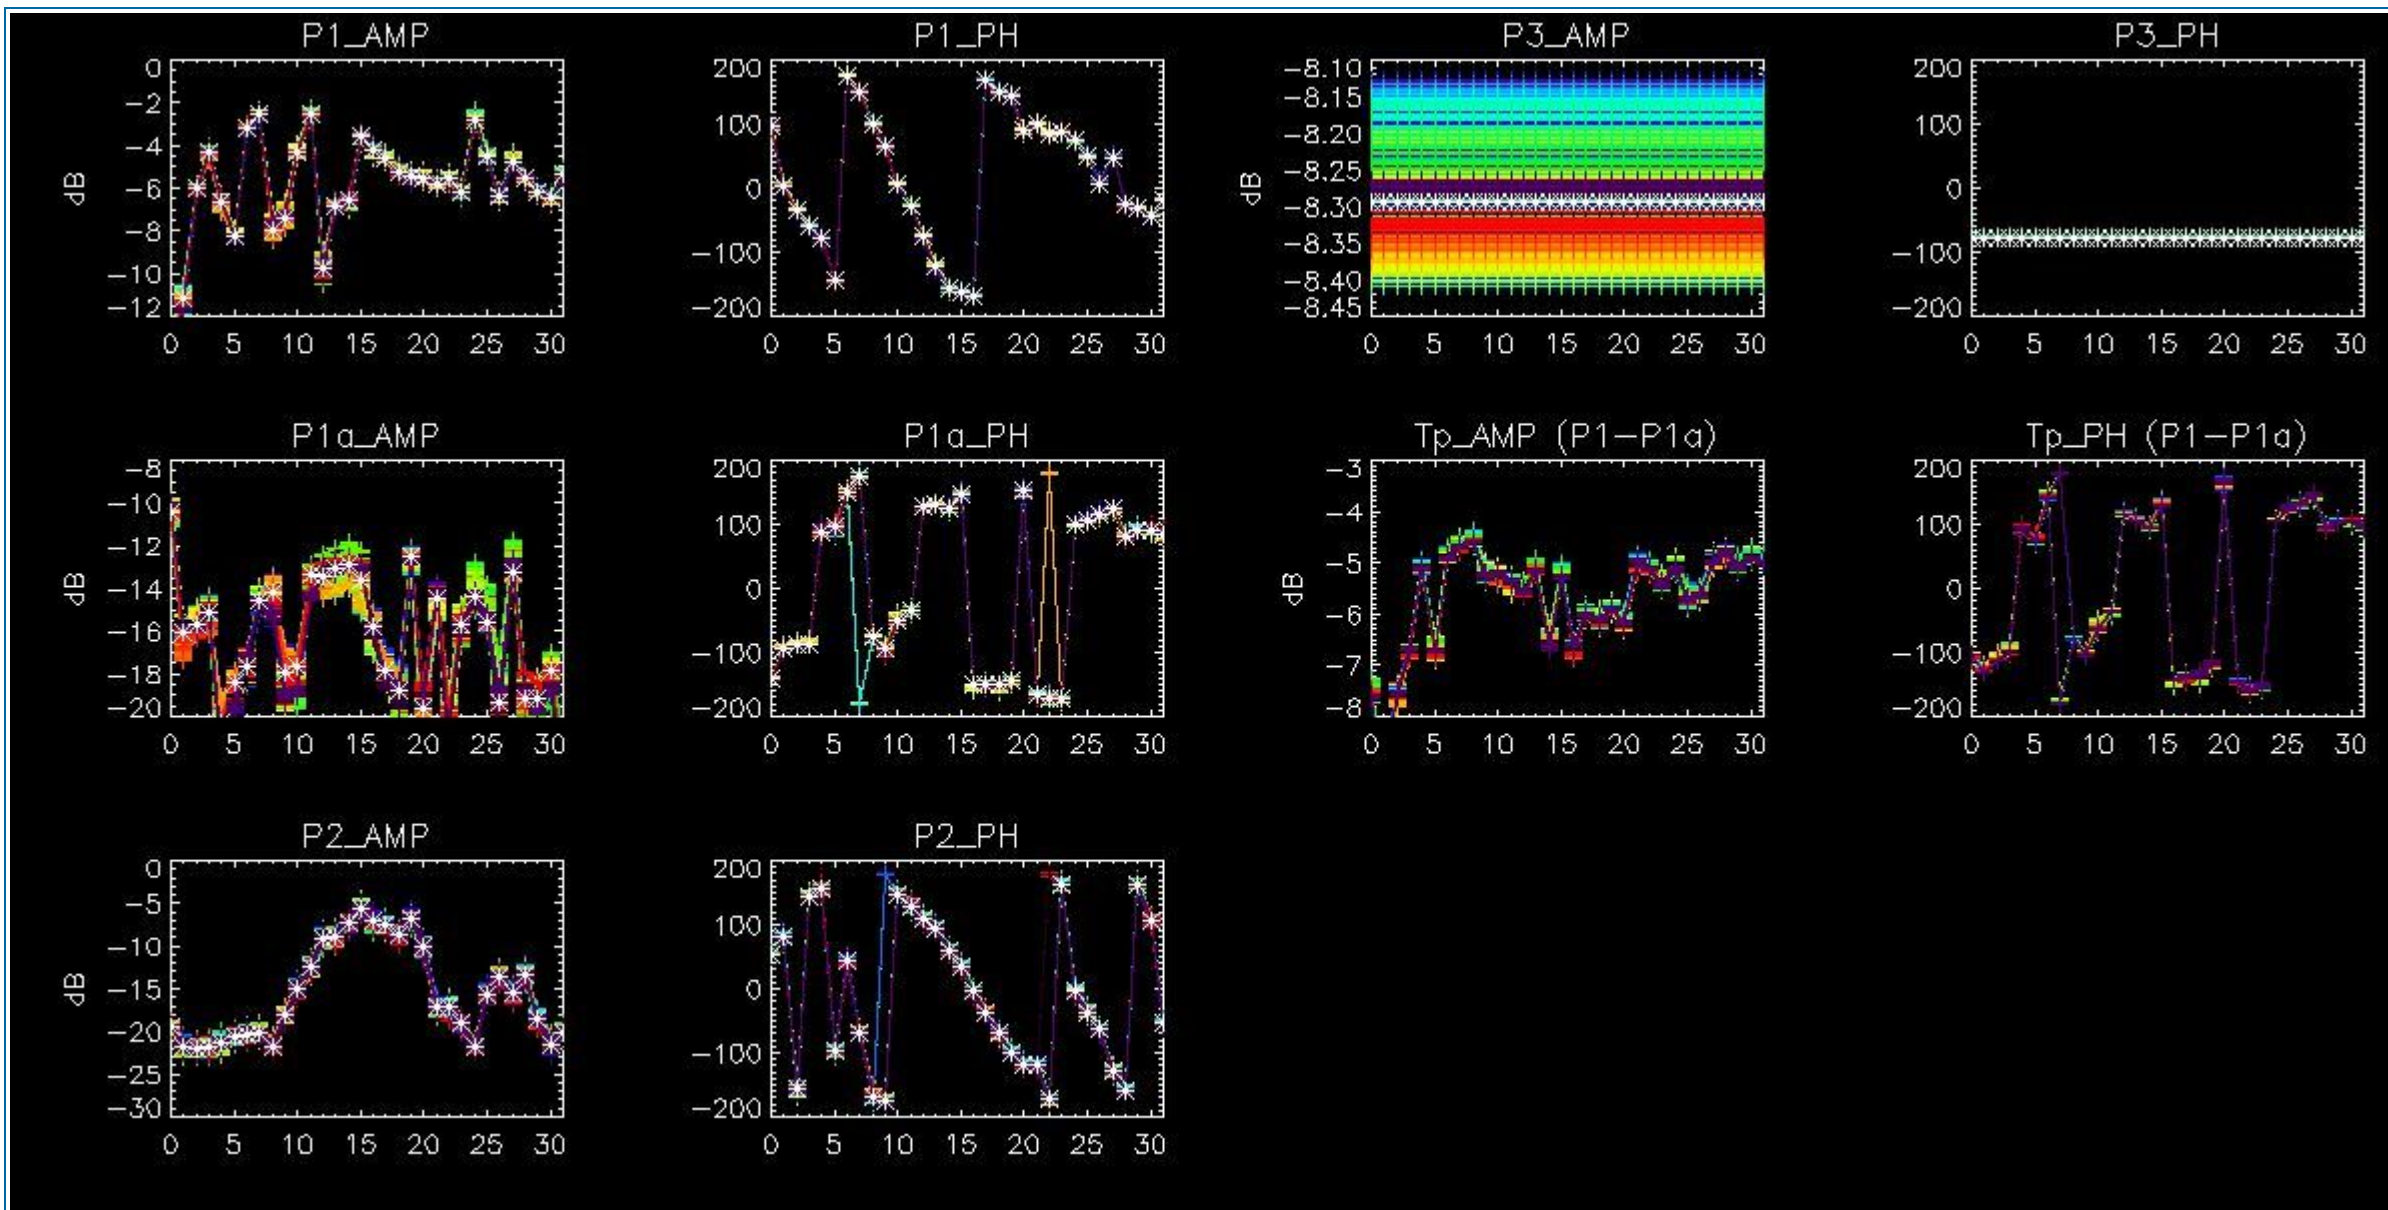 P1_AMP
0
−2
−4
−6
−8
−10
−12
dB
0 5 10 15 20 25 30
P1_PH
200
100
0
−100
−200
0 5 10 15 20 25 30
P3_AMP
−8.10
−8.15
−8.20
−8.25
−8.30
−8.35
−8.40
−8.45
dB
0 5 10 15 20 25 30
P3_PH
200
100
0
−100
−200
0 5 10 15 20 25 30
P1a_AMP
−8
−10
−12
−14
−16
−18
−20
dB
0 5 10 15 20 25 30
P1a_PH
200
100
0
−100
−200
0 5 10 15 20 25 30
Tp_AMP (P1−P1a)
−3
−4
−5
−6
−7
−8
dB
0 5 10 15 20 25 30
Tp_PH (P1−P1a)
200
100
0
−100
−200
0 5 10 15 20 25 30
P2_AMP
0
−5
−10
−15
−20
−25
−30
dB
0 5 10 15 20 25 30
P2_PH
200
100
0
−100
−200
0 5 10 15 20 25 30